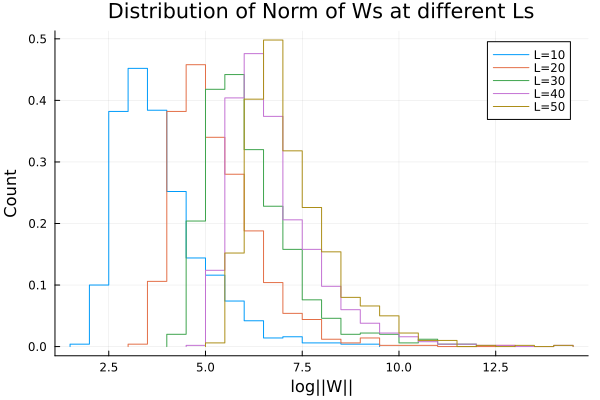 Distribution of Norm of Ws at different Ls
Count
0.5
0.4
0.3
0.2
0.1
0.0
2.5
5.0
7.5
10.0
12.5
log||W||
L=10
L=20
L=30
L=40
L=50